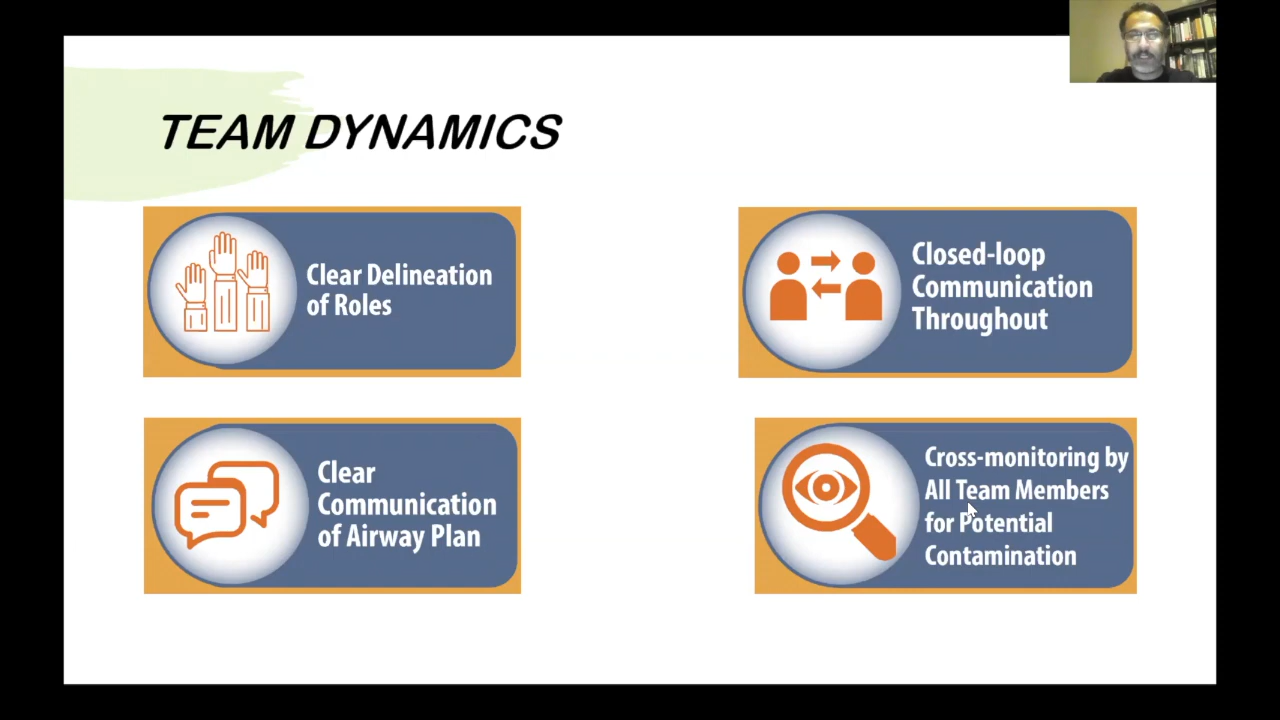 TEAM DYNAMICS
Clear Delineation
of Roles
Closed-loop
Communication
Throughout
Clear
Communication
of Airway Plan
Cross-monitoring by
All Team Members
for Potential
Contamination